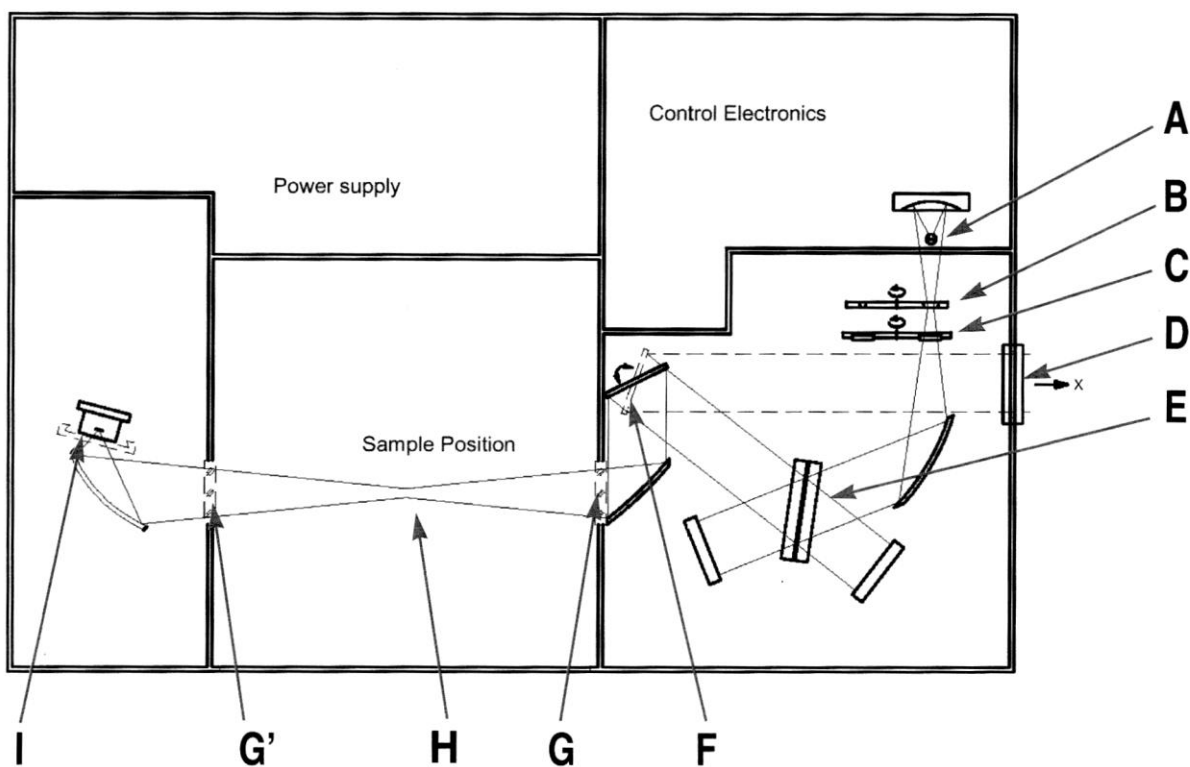 Control Electronics
Power supply
A
B
C
D
X
E
Sample Position
I
G'
H
G
F